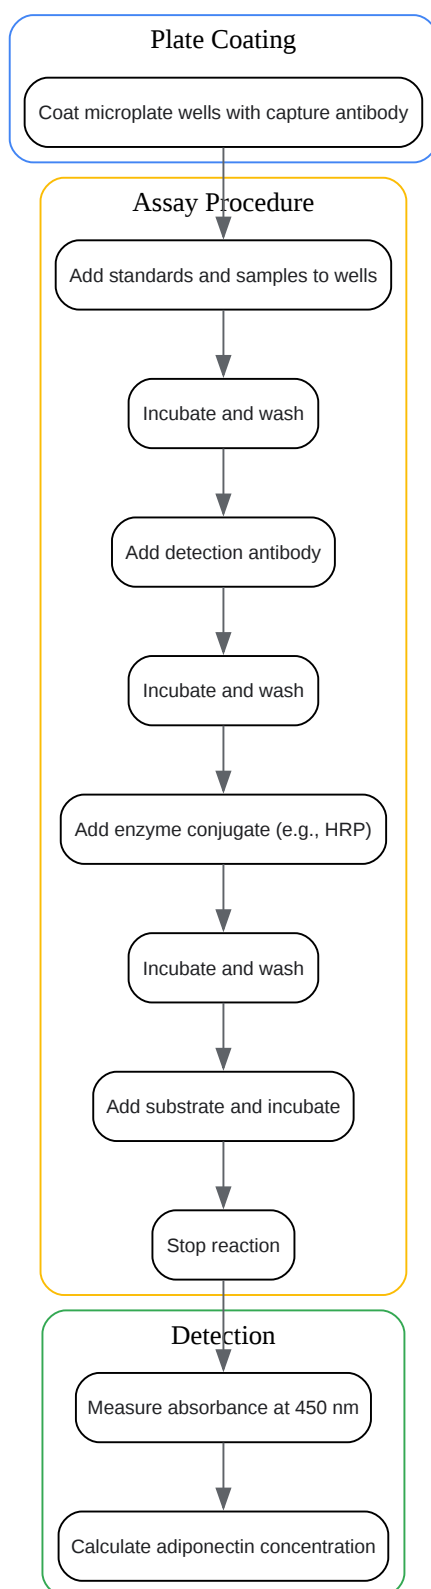 Plate Coating
Coat microplate wells with capture antibody
Assay Procedure
Add standards and samples to wells
Incubate and wash
Add detection antibody
Incubate and wash
Add enzyme conjugate (e.g., HRP)
Incubate and wash
Add substrate and incubate
Stop reaction
Detection
Measure absorbance at 450 nm
Calculate adiponectin concentration